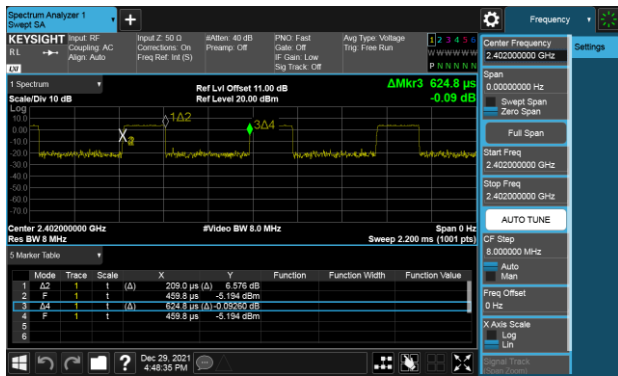 Spectrum Analyzer 1
Swept SA
+
Frequency
KEYSIGHT
RL
Input: RF
Coupling: AC
Align: Auto
Input Z: 50 Ω
Corrections: On
Freq Ref: Int (S)
#Atten: 40 dB
Preamp: Off
PNO: Fast
Gate: Off
IF Gain: Low
Sig Track: Off
Avg Type: Voltage
Trig: Free Run
1 2 3 4 5 6
W W W W W W
P N N N N N
LXI
1 Spectrum
Scale/Div 10 dB
Ref Lvl Offset 11.00 dB
Ref Level 20.00 dBm
ΔMkr3 624.8 µs
-0.09 dB
Log
10.0
0.00
-10.0
-20.0
-30.0
-40.0
-50.0
-60.0
-70.0
1Δ2
X2
3Δ4
Center 2.402000000 GHz
#Video BW 8.0 MHz
Span 0 Hz
Res BW 8 MHz
Sweep 2.200 ms (1001 pts)
5 Marker Table
Mode Trace Scale X Y Function Function Width Function Value
1 Δ2 1 t (Δ) 209.0 µs (Δ) 6.576 dB
2 F 1 t 459.8 µs -5.194 dBm
3 Δ4 1 t (Δ) 624.8 µs (Δ) -0.09260 dB
4 F 1 t 459.8 µs -5.194 dBm
5
6
Center Frequency
2.402000000 GHz
Settings
Span
0.00000000 Hz
Swept Span
Zero Span
Full Span
Start Freq
2.402000000 GHz
Stop Freq
2.402000000 GHz
AUTO TUNE
CF Step
8.000000 MHz
Auto
Man
Freq Offset
0 Hz
X Axis Scale
Log
Lin
Signal Track
(Span Zoom)
?
Dec 29, 2021
4:48:35 PM